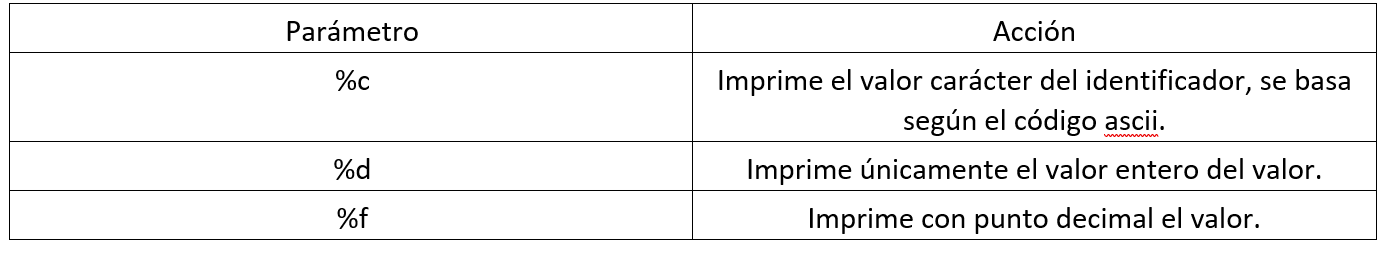 Parámetro
Acción
%c
Imprime el valor carácter del identificador, se basa
según el código ascii.
%d
Imprime únicamente el valor entero del valor.
%f
Imprime con punto decimal el valor.